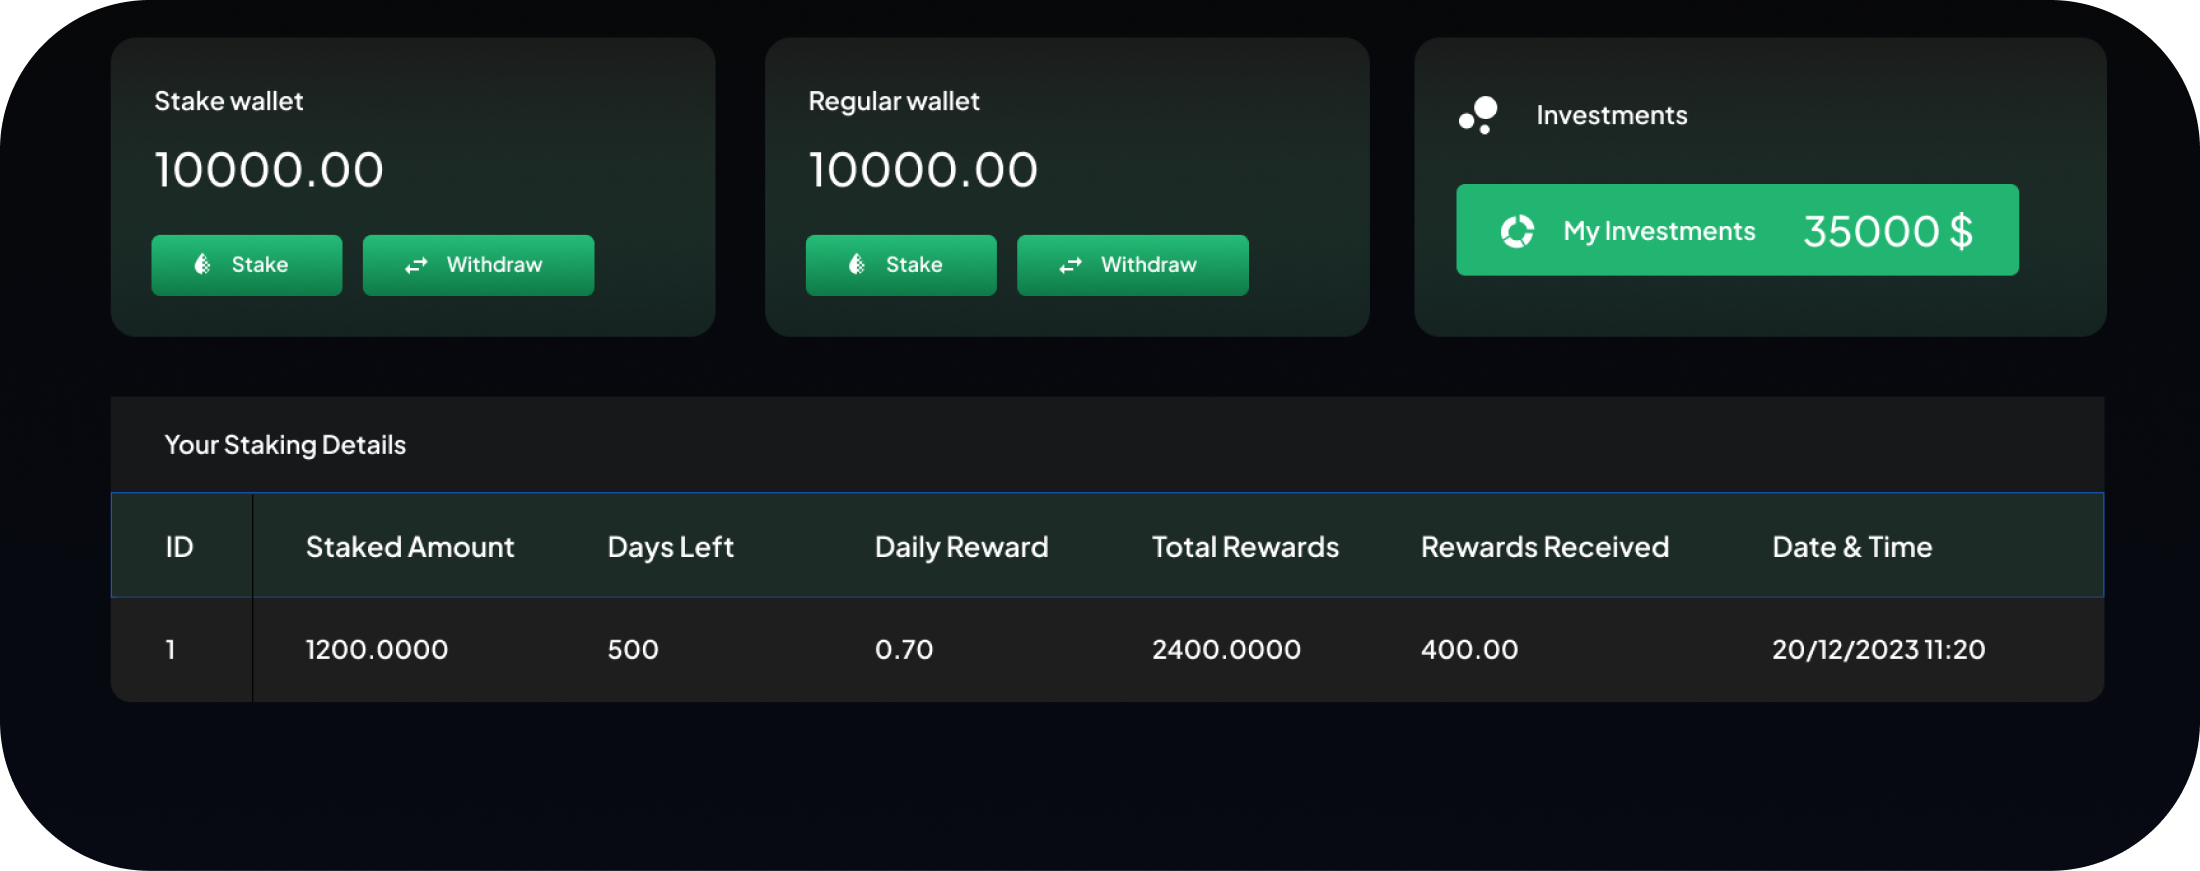 Stake wallet
10000.00
Stake
Withdraw
Regular wallet
10000.00
Stake
Withdraw
Investments
My Investments 35000 $
Your Staking Details
ID Staked Amount Days Left Daily Reward Total Rewards Rewards Received Date & Time
1 1200.0000 500 0.70 2400.0000 400.00 20/12/2023 11:20